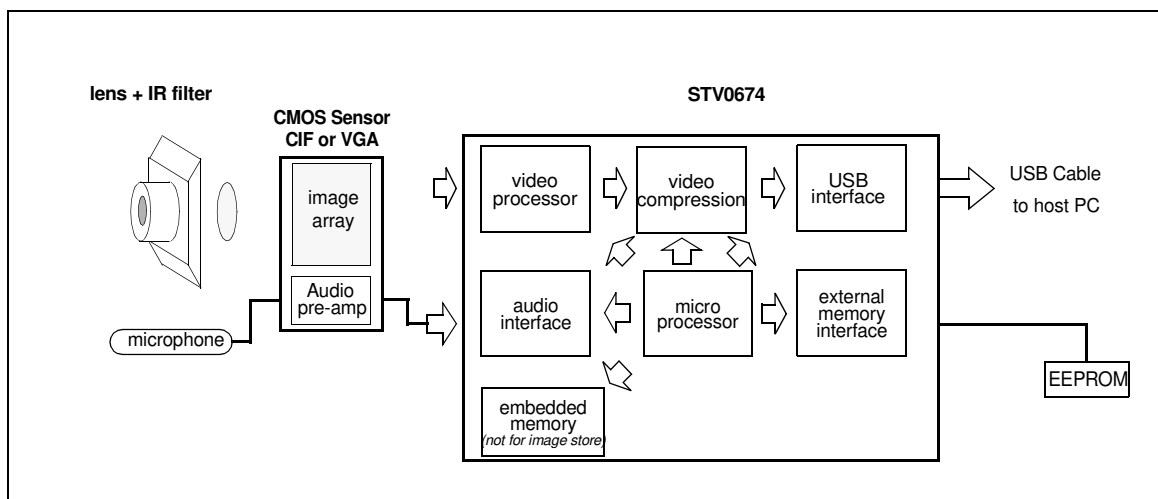 lens + IR filter
STV0674
CMOS Sensor
CIF or VGA
image
array
Audio
pre-amp
microphone
video
processor
video
compression
USB
interface
USB Cable
to host PC
audio
interface
micro
processor
external
memory
interface
embedded
memory
(not for image store)
EEPROM